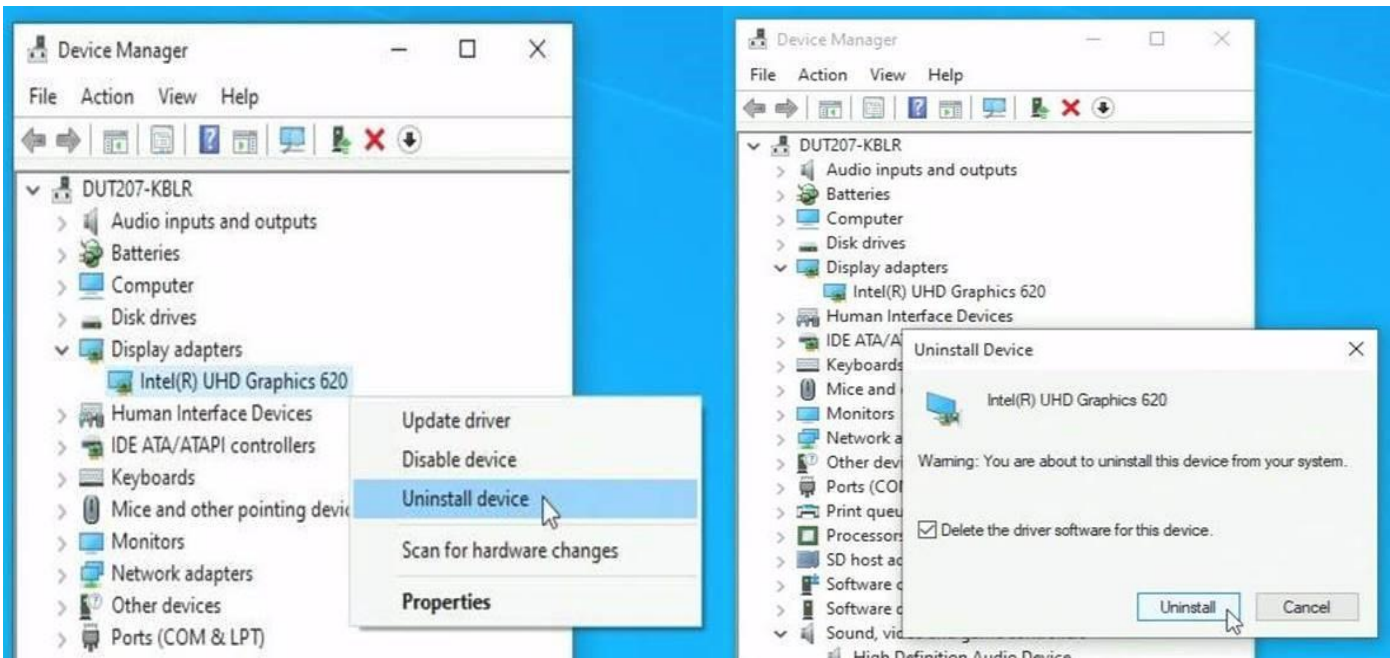 Device Manager
File Action View Help
DUT207-KBLR
Audio inputs and outputs
Batteries
Computer
Disk drives
Display adapters
Intel(R) UHD Graphics 620
Human Interface Devices
IDE ATA/ATAPI controllers
Keyboards
Mice and other pointing devic
Monitors
Network adapters
Other devices
Ports (COM & LPT)
Update driver
Disable device
Uninstall device
Scan for hardware changes
Properties
Device Manager
File Action View Help
DUT207-KBLR
Audio inputs and outputs
Batteries
Computer
Disk drives
Display adapters
Intel(R) UHD Graphics 620
Human Interface Devices
IDE ATA/A
Keyboards
Mice and
Monitors
Network a
Other devi
Ports (CO
Print queu
Processors
SD host ad
Software c
Software d
Sound, vid
High Definition Audio Device
Uninstall Device
Intel(R) UHD Graphics 620
Warning: You are about to uninstall this device from your system.
Delete the driver software for this device.
Uninstall Cancel